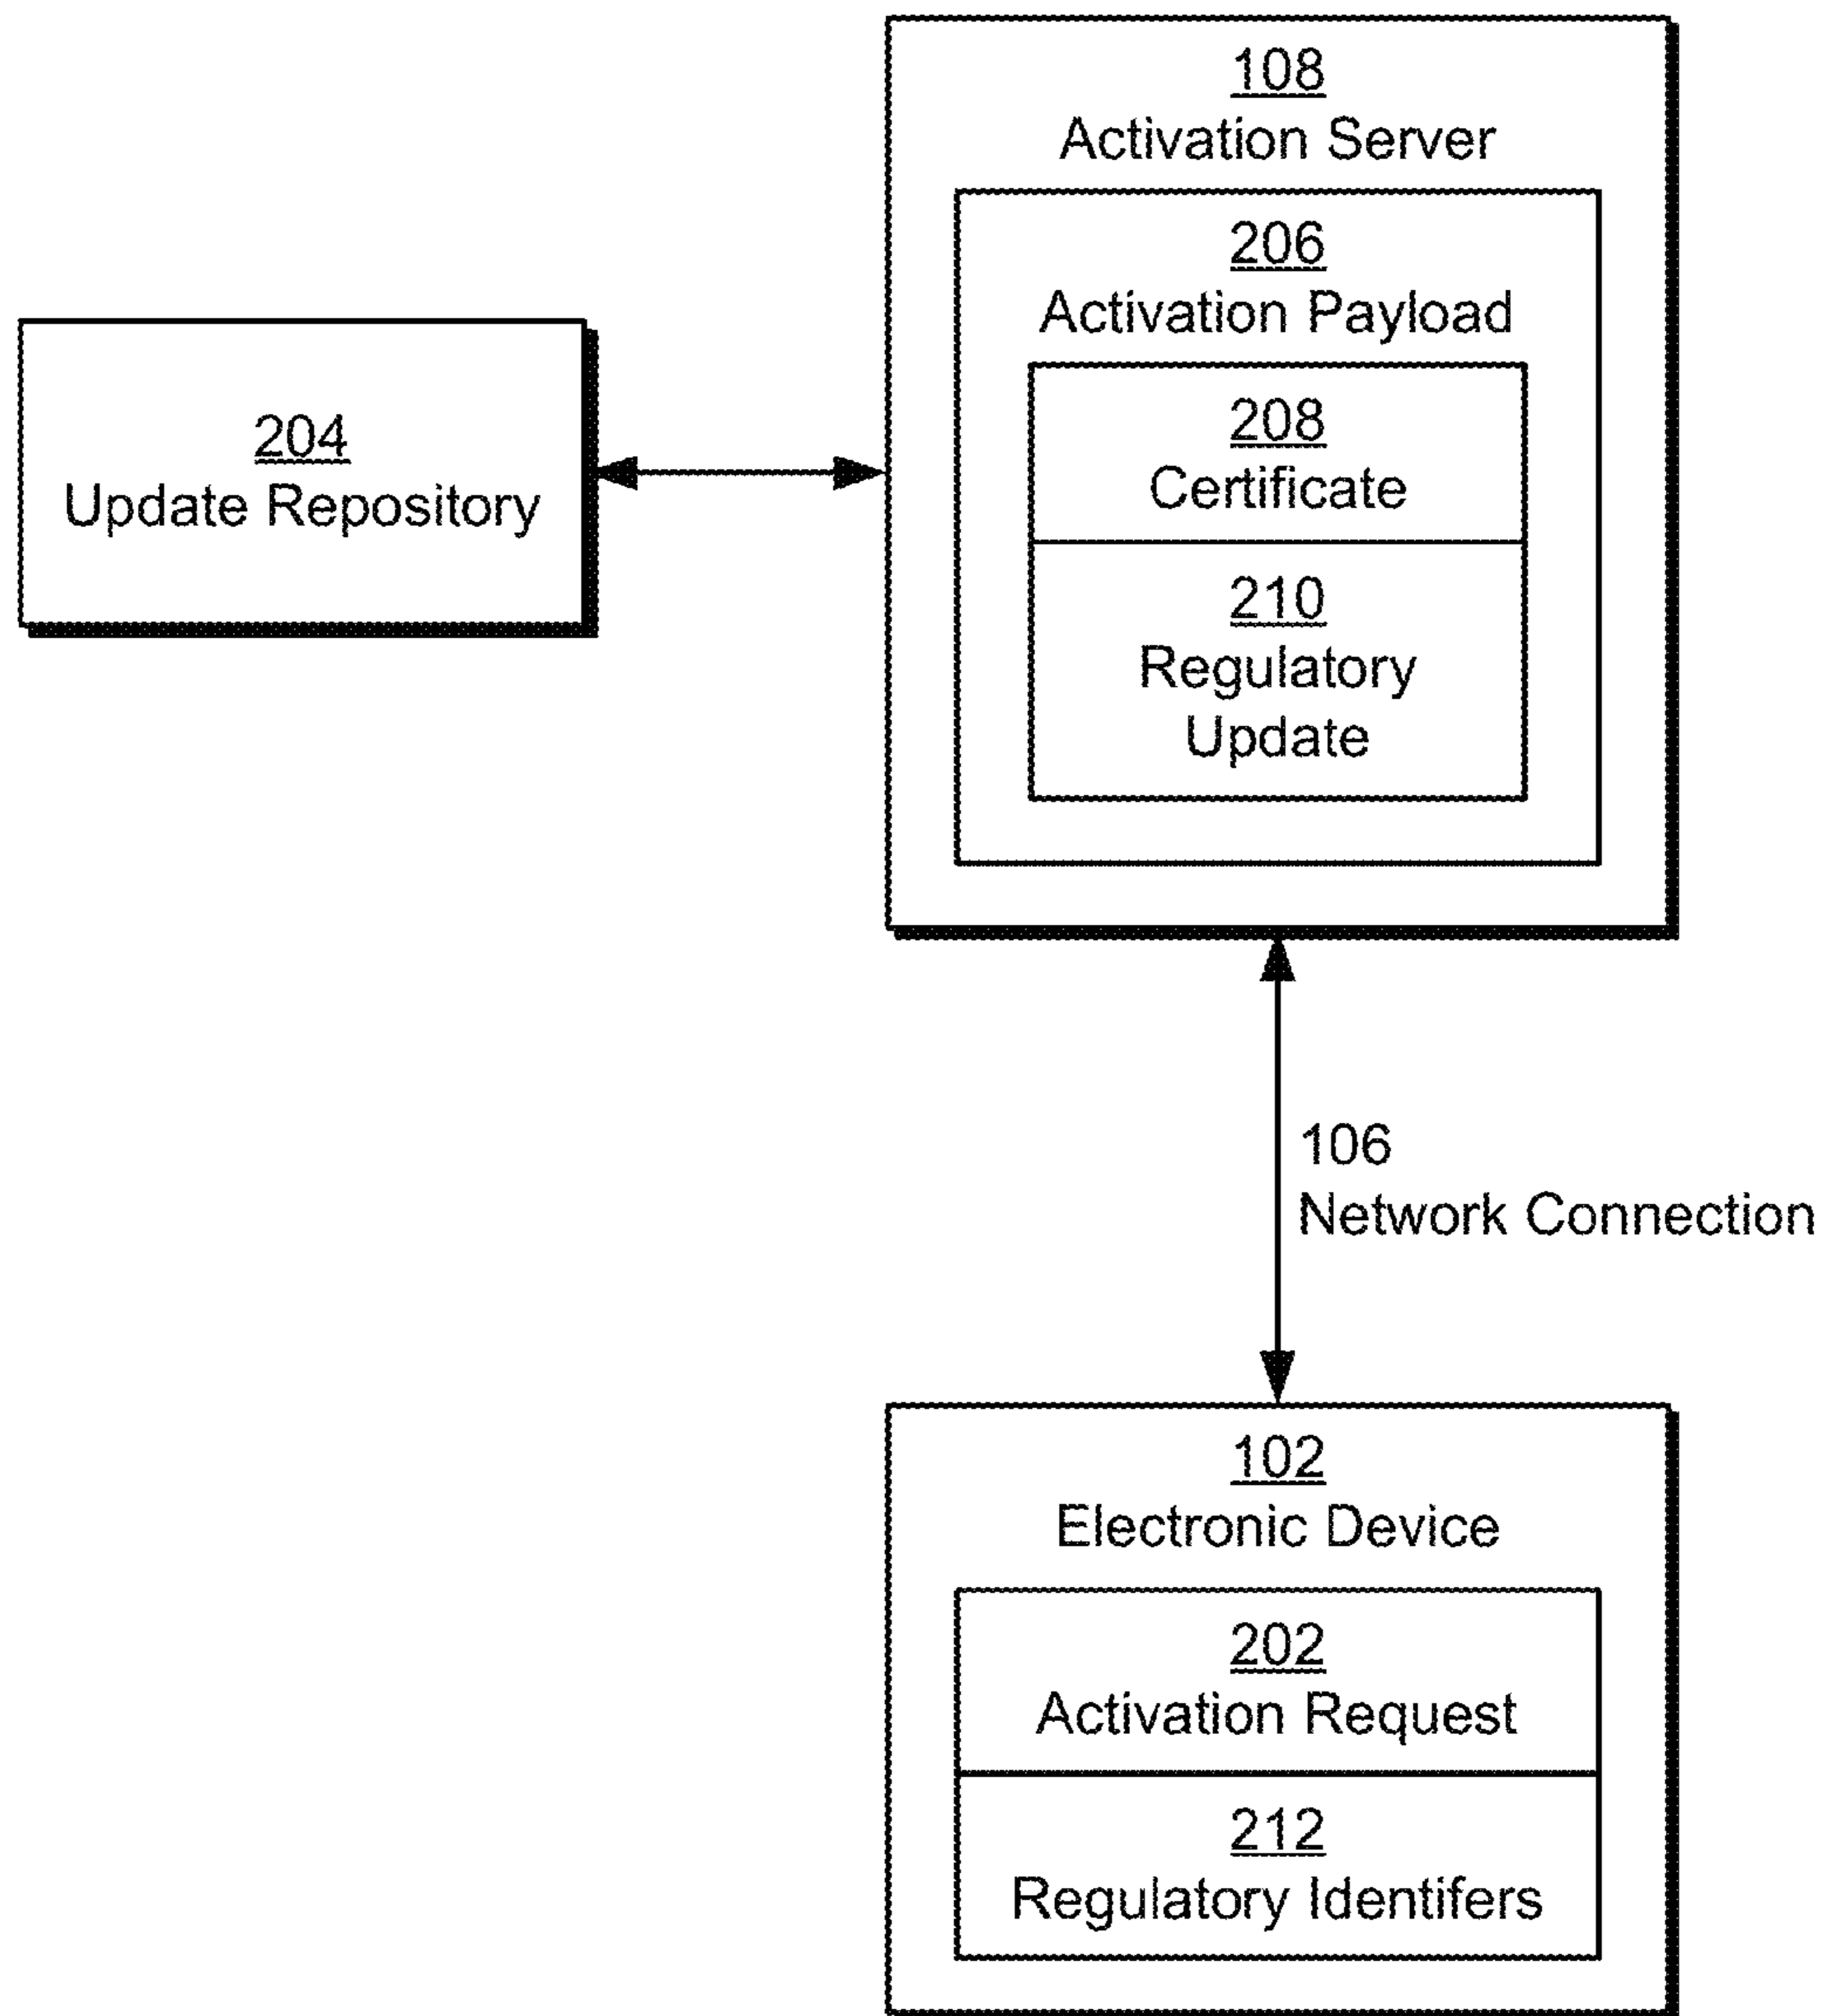 108
Activation Server
206
Activation Payload
208
Certificate
210
Regulatory
Update
204
Update Repository
106
Network Connection
102
Electronic Device
202
Activation Request
212
Regulatory Identifers